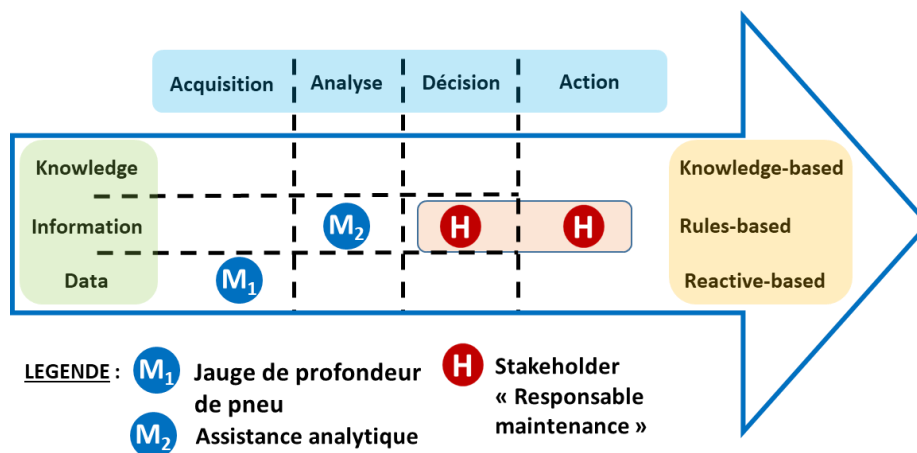 Acquisition Analyse Décision Action
Knowledge Knowledge-based
Information M2 H H Rules-based
Data M1 Reactive-based
LEGENDE : M1 Jauge de profondeur
de pneu
M2 Assistance analytique
H Stakeholder
« Responsable
maintenance »